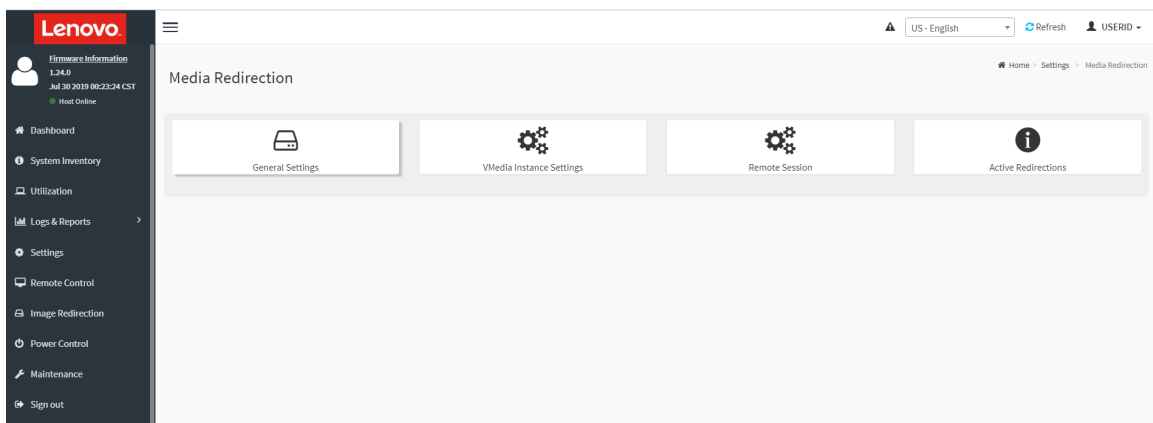 Lenovo
US - English
Refresh
USERID
Firmware Information
1.24.0
Jul 30 2019 00:23:24 CST
Host Online
Media Redirection
Home > Settings > Media Redirection
Dashboard
System Inventory
Utilization
Logs & Reports
Settings
Remote Control
Image Redirection
Power Control
Maintenance
Sign out
General Settings
VMedia Instance Settings
Remote Session
Active Redirections